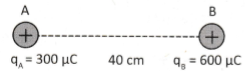 A B
+ +
q_A = 300 μC 40 cm q_B = 600 μC